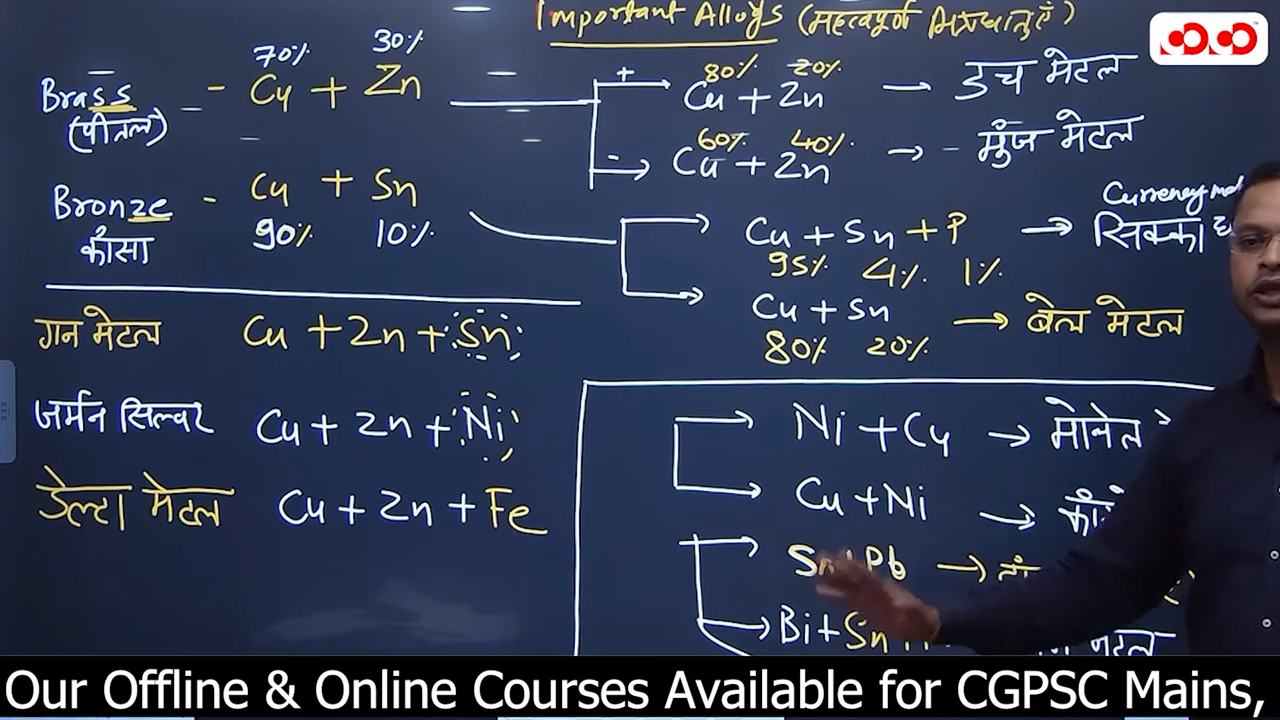 Important Alloys (महत्वपूर्ण मिश्रधातुएं)
70% 30%
Brass - Cu + Zn
(पीतल)
80% 20%
Cu + Zn → डच मेटल
60% 40%
Cu + Zn → - मुंज मेटल
Bronze - Cu + Sn
कांसा 90% 10%
Currency
Cu + Sn + P → सिक्का
95% 4% 1%
Cu + Sn → बेल मेटल
80% 20%
गन मेटल Cu + Zn + Sn
जर्मन सिल्वर Cu + Zn + Ni
डेल्टा मेटल Cu + Zn + Fe
Ni + Cu → मोनेल
Cu + Ni →
Sn + Pb →
Bi + Sn
Our Offline & Online Courses Available for CGPSC Mains,